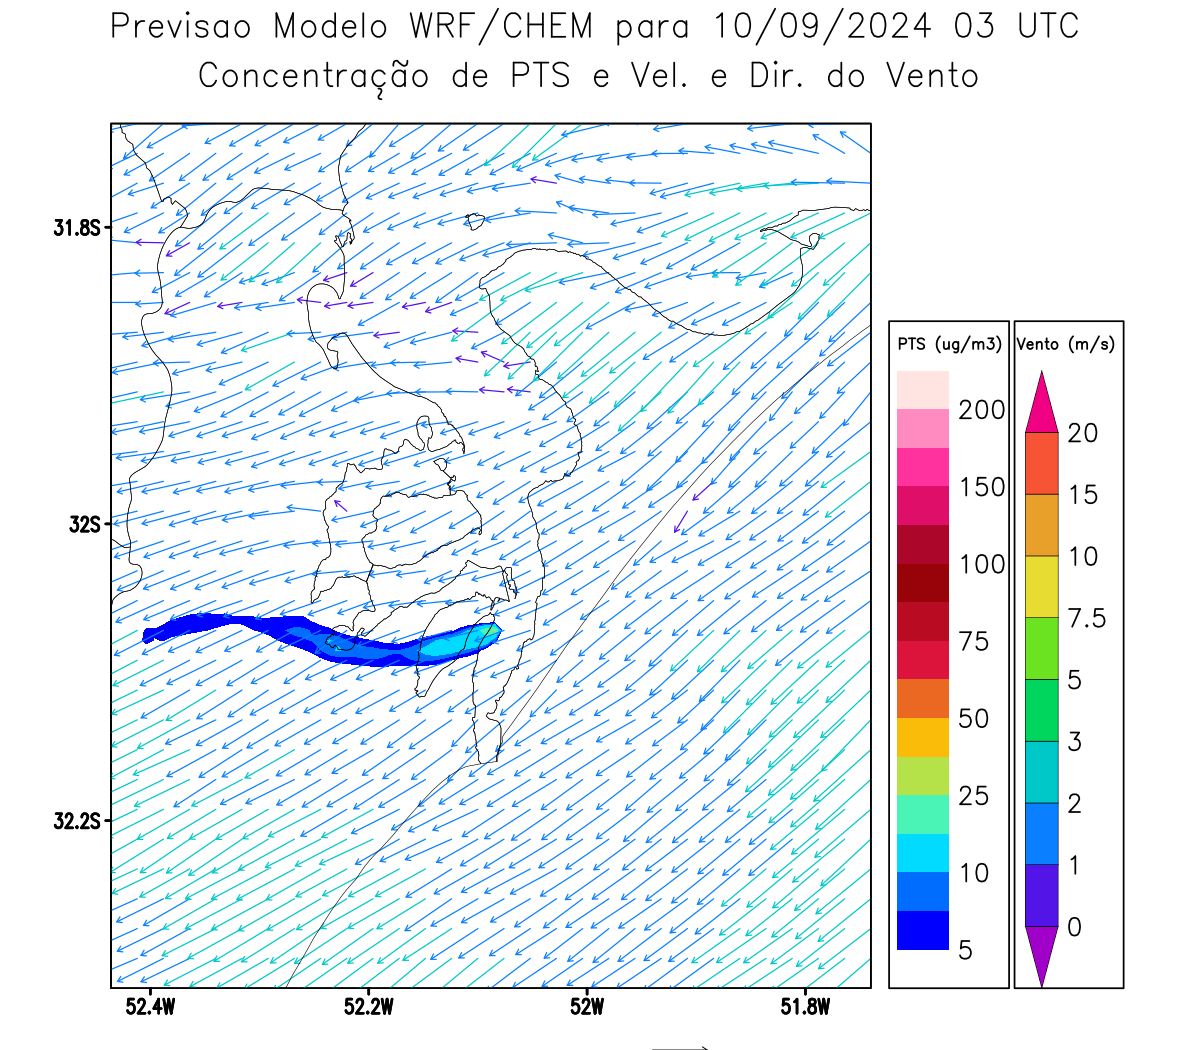 Previsao Modelo WRF/CHEM para 10/09/2024 03 UTC
Concentração de PTS e Vel. e Dir. do Vento
31.8S
32S
32.2S
52.4W 52.2W 52W 51.8W
PTS (ug/m3)
200
150
100
75
50
25
10
5
Vento (m/s)
20
15
10
7.5
5
3
2
1
0